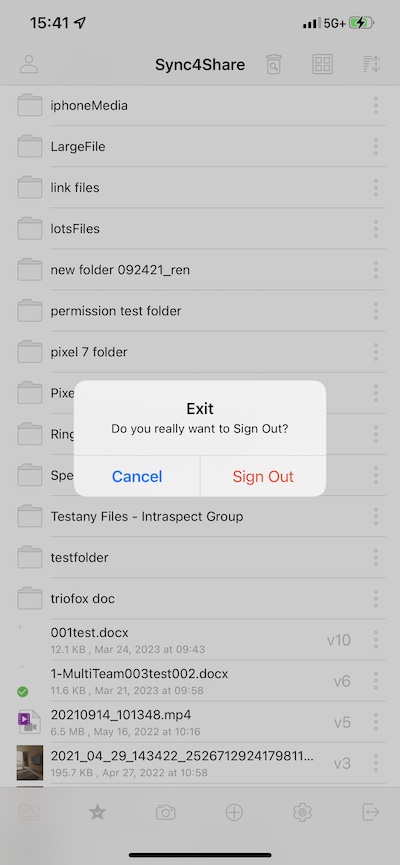 15:41
5G+
Sync4Share
iphoneMedia
LargeFile
link files
lotsFiles
new folder 092421_ren
permission test folder
pixel 7 folder
Pixe
Ring
Spe
Exit
Do you really want to Sign Out?
Cancel
Sign Out
Testany Files - Intraspect Group
testfolder
triofox doc
001test.docx
12.1 KB , Mar 24, 2023 at 09:43
v10
1-MultiTeam003test002.docx
11.6 KB , Mar 21, 2023 at 09:58
v6
20210914_101348.mp4
6.5 MB , May 16, 2022 at 10:16
v5
2021_04_29_143422_2526712924179811...
195.7 KB , Apr 27, 2022 at 10:58
v3